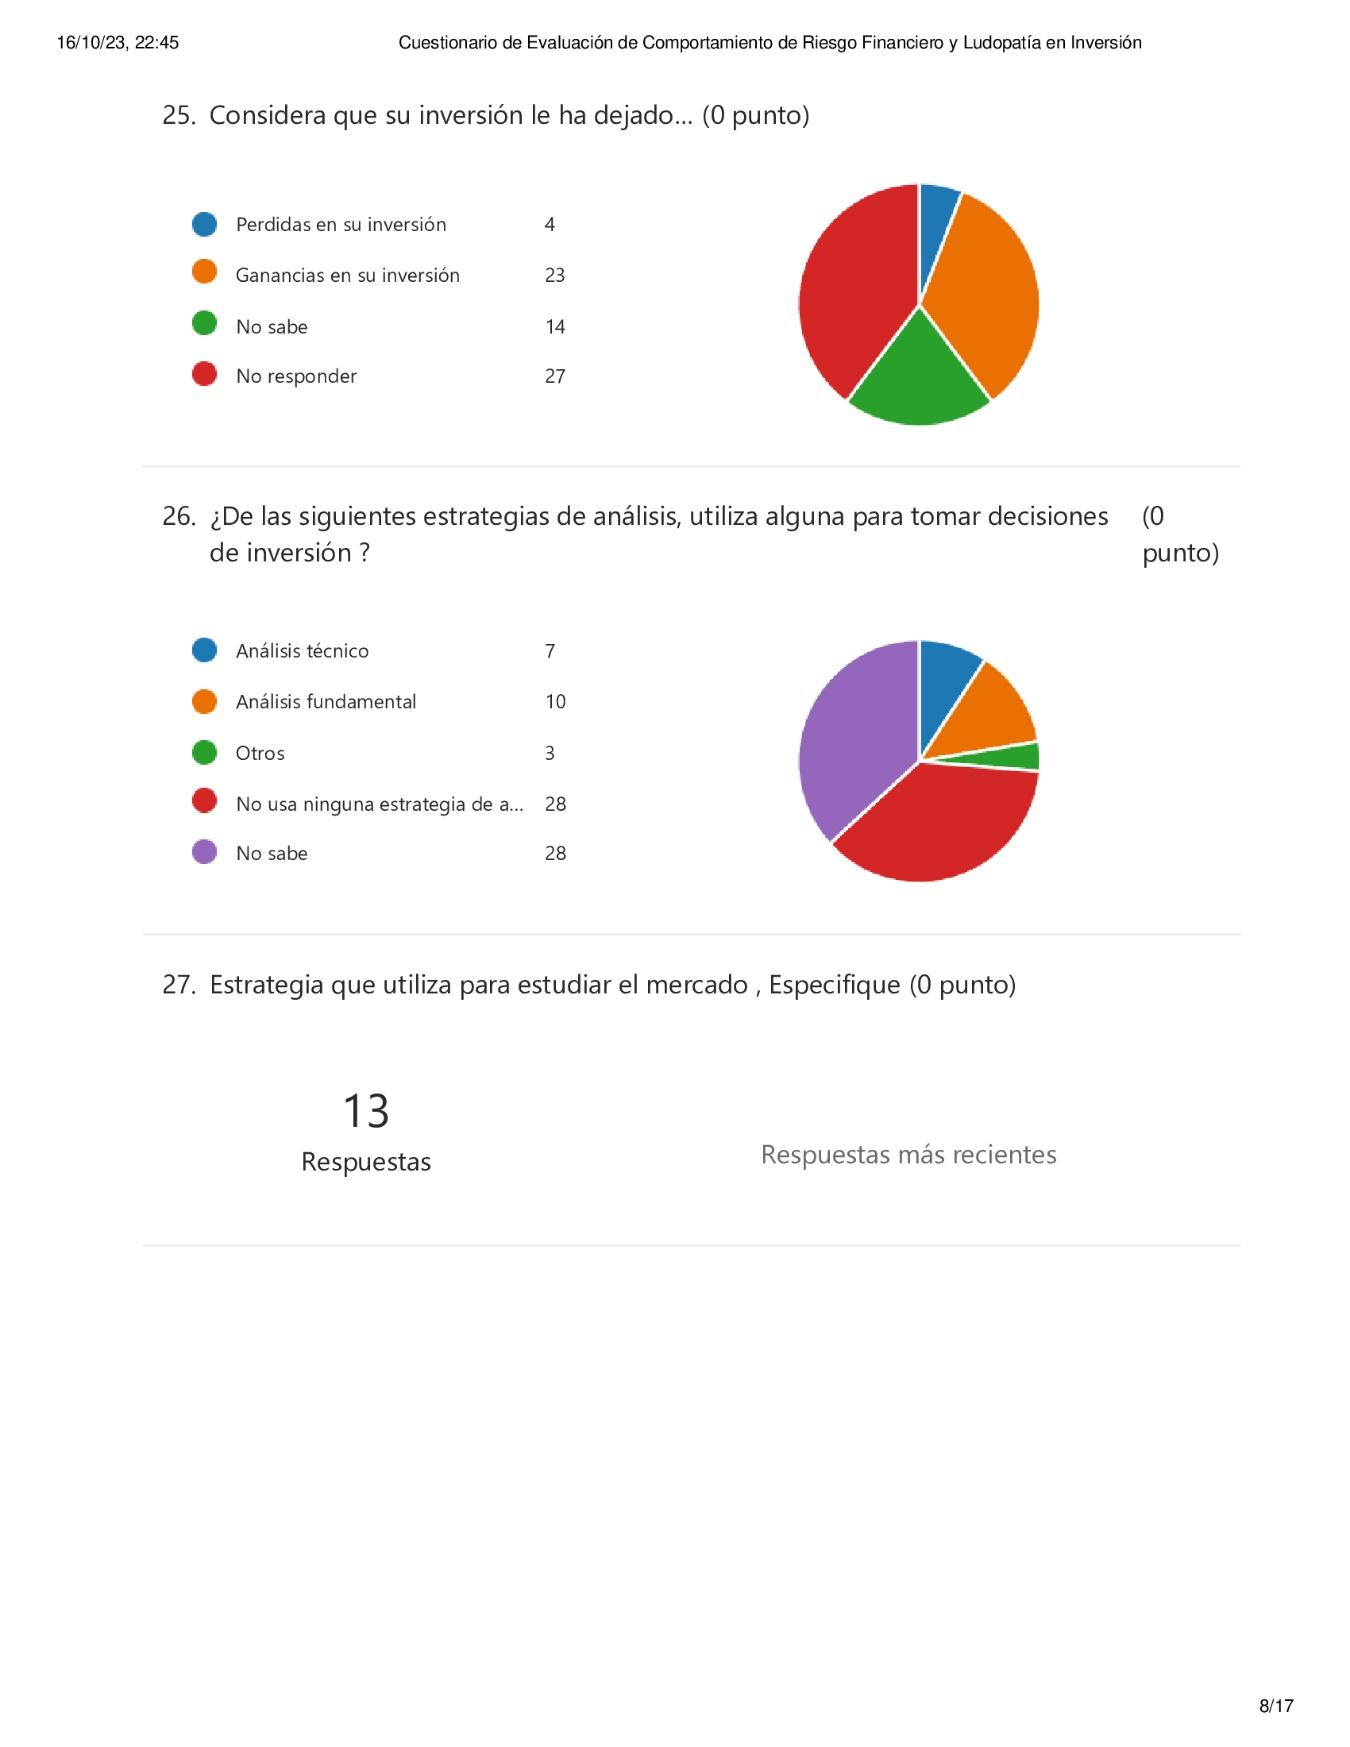 16/10/23, 22:45 Cuestionario de Evaluación de Comportamiento de Riesgo Financiero y Ludopatía en Inversión
25. Considera que su inversión le ha dejado... (0 punto)
Perdidas en su inversión 4
Ganancias en su inversión 23
No sabe 14
No responder 27
26. ¿De las siguientes estrategias de análisis, utiliza alguna para tomar decisiones (0
de inversión ? punto)
Análisis técnico 7
Análisis fundamental 10
Otros 3
No usa ninguna estrategia de a... 28
No sabe 28
27. Estrategia que utiliza para estudiar el mercado , Especifique (0 punto)
13
Respuestas
Respuestas más recientes
8/17